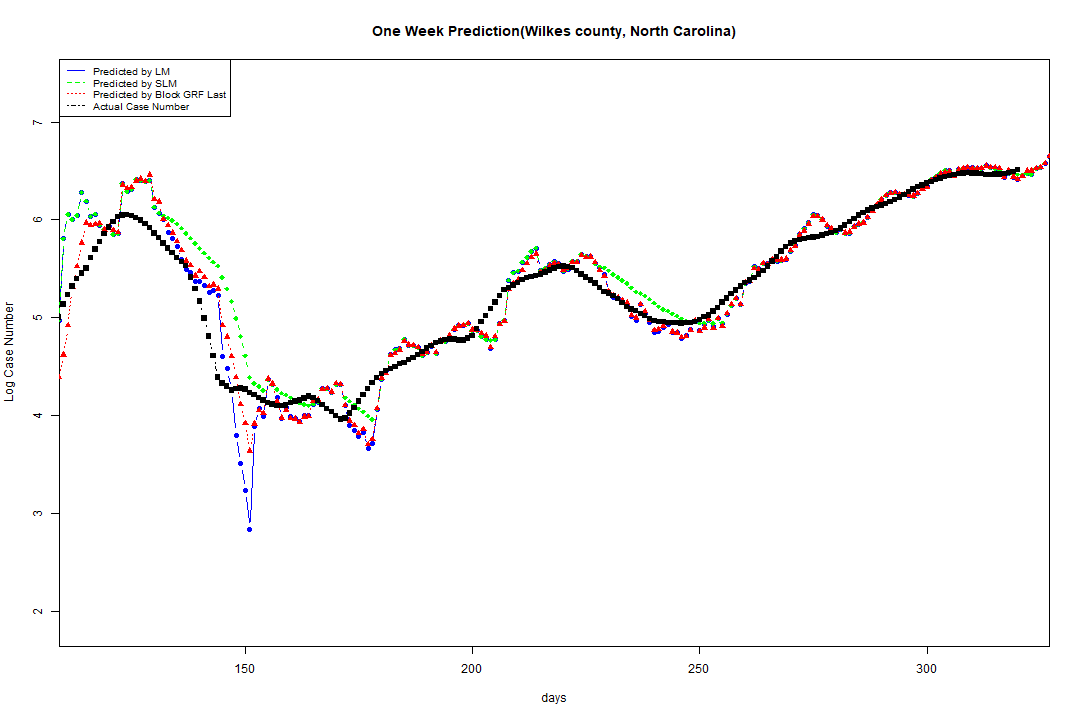 One Week Prediction(Wilkes county, North Carolina)
Predicted by LM
Predicted by SLM
Predicted by Block GRF Last
Actual Case Number
7
6
5
4
3
2
Log Case Number
150
200
250
300
days